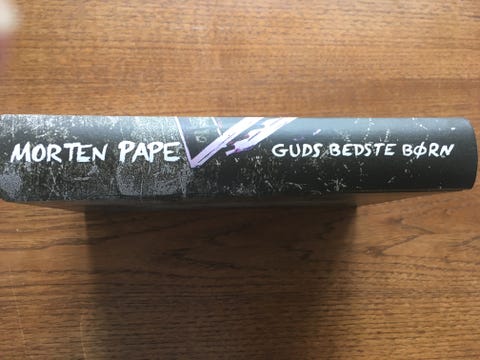 MORTEN PAPE GUDS BEDSTE BØRN